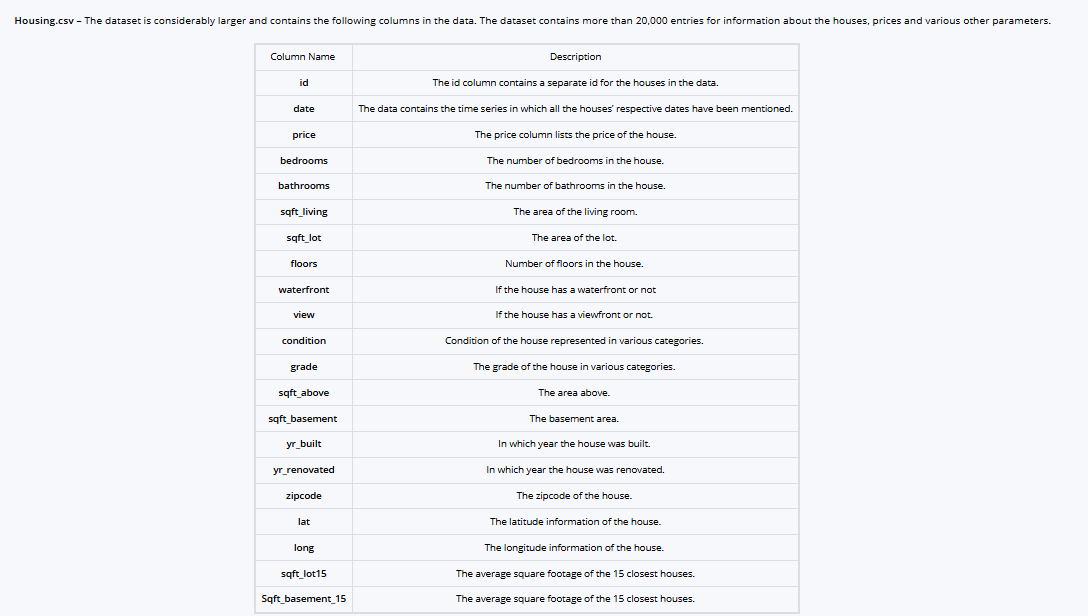 Housing.csv – The dataset is considerably larger and contains the following columns in the data. The dataset contains more than 20,000 entries for information about the houses, prices and various other parameters.
Column Name Description
id The id column contains a separate id for the houses in the data.
date The data contains the time series in which all the houses' respective dates have been mentioned.
price The price column lists the price of the house.
bedrooms The number of bedrooms in the house.
bathrooms The number of bathrooms in the house.
sqft_living The area of the living room.
sqft_lot The area of the lot.
floors Number of floors in the house.
waterfront If the house has a waterfront or not
view If the house has a viewfront or not.
condition Condition of the house represented in various categories.
grade The grade of the house in various categories.
sqft_above The area above.
sqft_basement The basement area.
yr_built In which year the house was built.
yr_renovated In which year the house was renovated.
zipcode The zipcode of the house.
lat The latitude information of the house.
long The longitude information of the house.
sqft_lot15 The average square footage of the 15 closest houses.
Sqft_basement_15 The average square footage of the 15 closest houses.